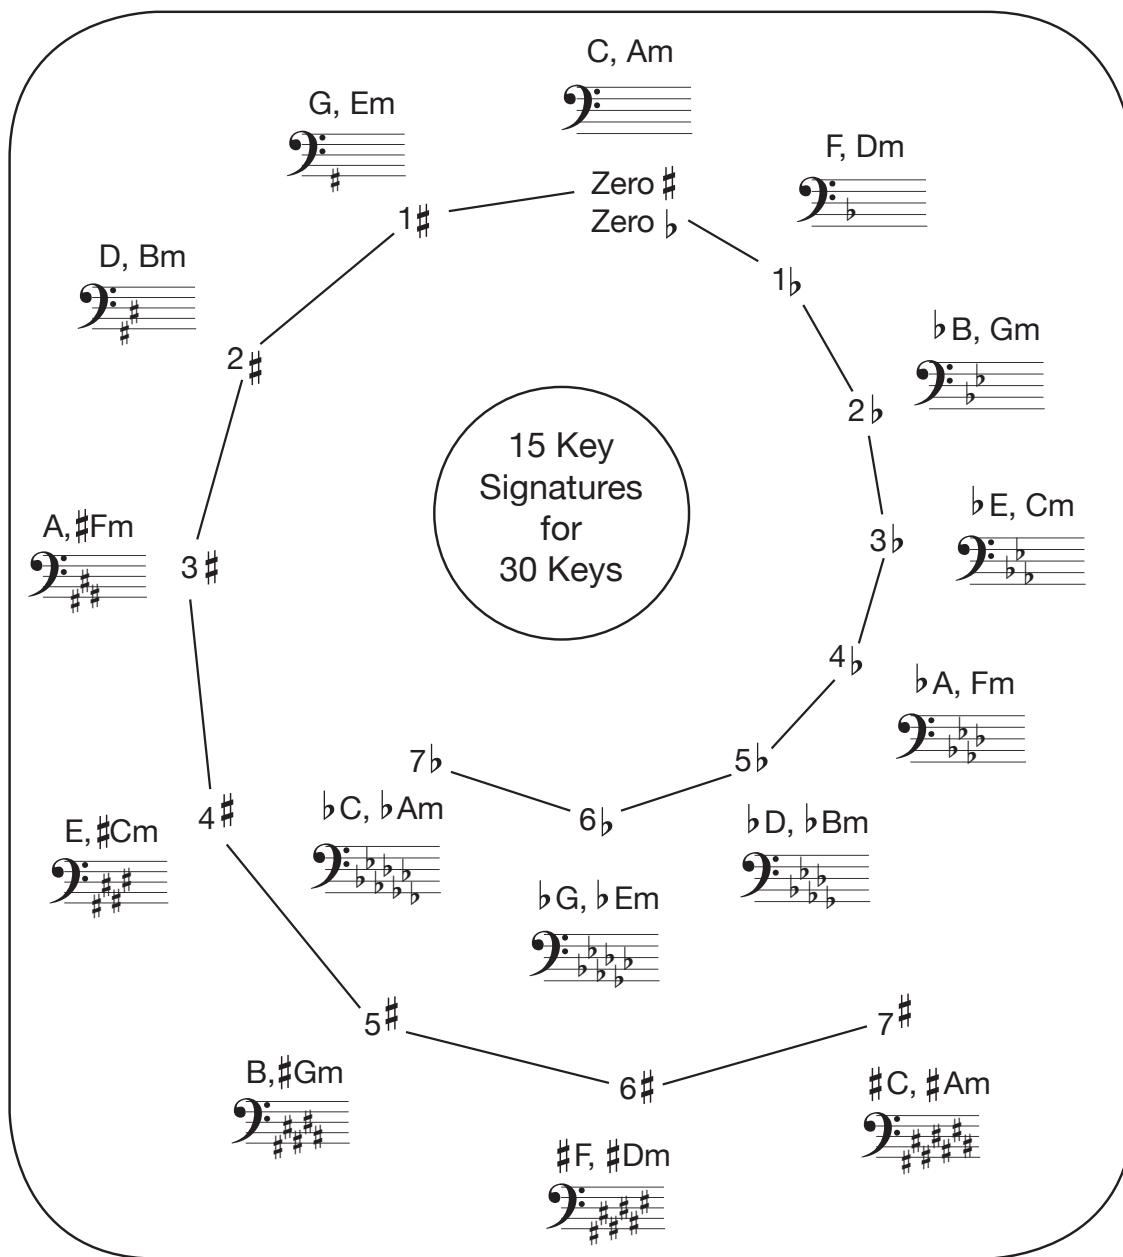 C, Am
G, Em
F, Dm
Zero ♯
Zero ♭
1♯
D, Bm
1♭
♭B, Gm
2♯
2♭
15 Key
Signatures
for
30 Keys
A, ♯Fm
3♯
♭E, Cm
3♭
4♭
♭A, Fm
7♭
5♭
4♯
6♭
E, ♯Cm
♭C, ♭Am
♭D, ♭Bm
♭G, ♭Em
5♯
7♯
B, ♯Gm
6♯
♯C, ♯Am
♯F, ♯Dm